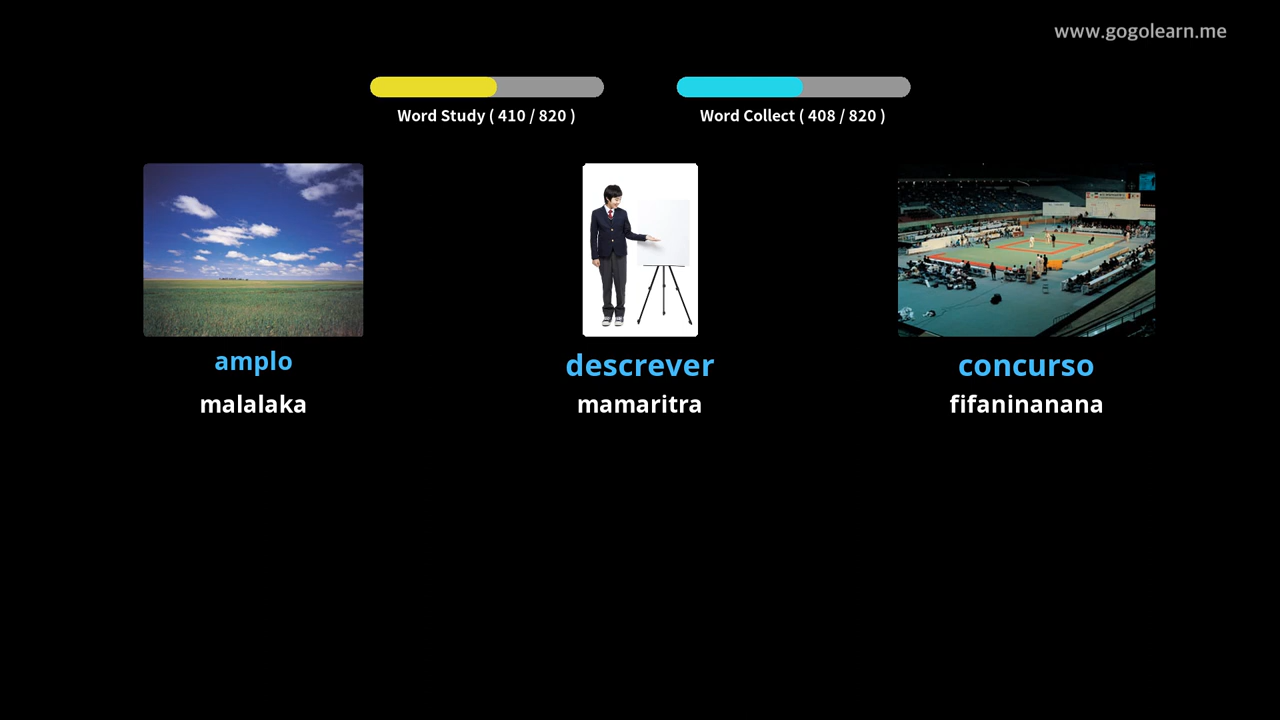 www.gogolearn.me
Word Study ( 410 / 820 )
Word Collect ( 408 / 820 )
amplo
descrever
concurso
malalaka
mamaritra
fifaninanana